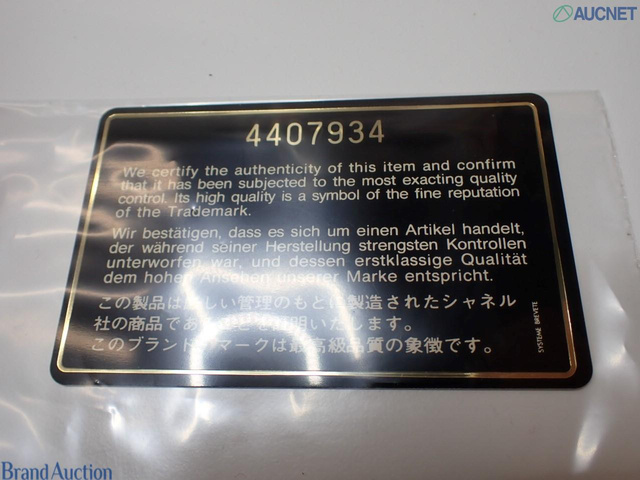 AUCNET
4407934
We certify the authenticity of this item and confirm
that it has been subjected to the most exacting quality
control. Its high quality is a symbol of the fine reputation
of the Trademark.
Wir bestätigen, dass es sich um einen Artikel handelt,
der während seiner Herstellung strengsten Kontrollen
unterworfen war, und dessen erstklassige Qualität
dem hohen Ansehen unserer Marke entspricht.
この製品は厳しい管理のもとに製造されたシャネル
社の商品であることを証明いたします。
このブランドのマークは最高級品質の象徴です。
SYSTEME BREVETE
Brand Auction